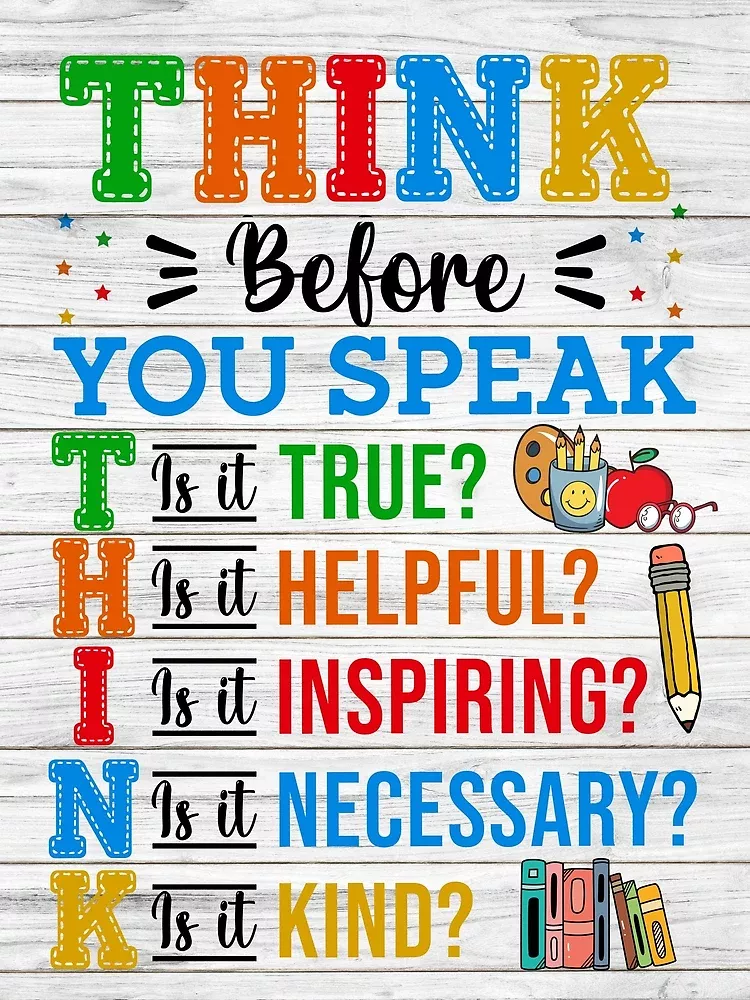 THINK
Before
YOU SPEAK
T Is it TRUE?
H Is it HELPFUL?
I Is it INSPIRING?
N Is it NECESSARY?
K Is it KIND?